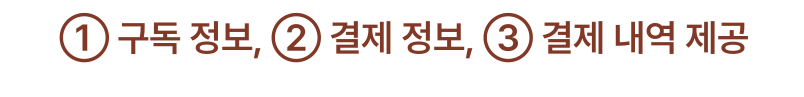 ① 구독 정보, ② 결제 정보, ③ 결제 내역 제공